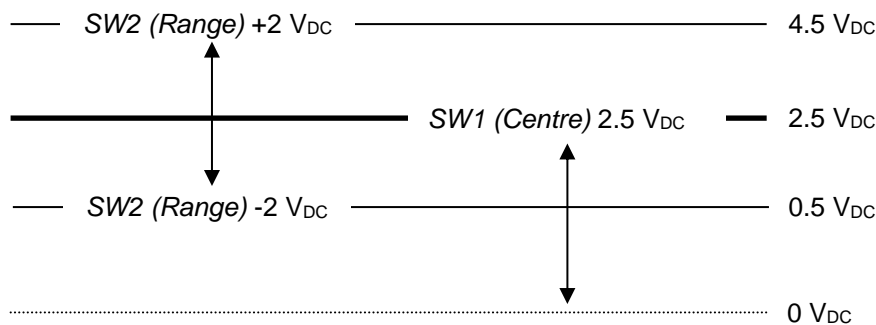 SW2 (Range) +2 VDC 4.5 VDC
SW1 (Centre) 2.5 VDC 2.5 VDC
SW2 (Range) -2 VDC 0.5 VDC
0 VDC